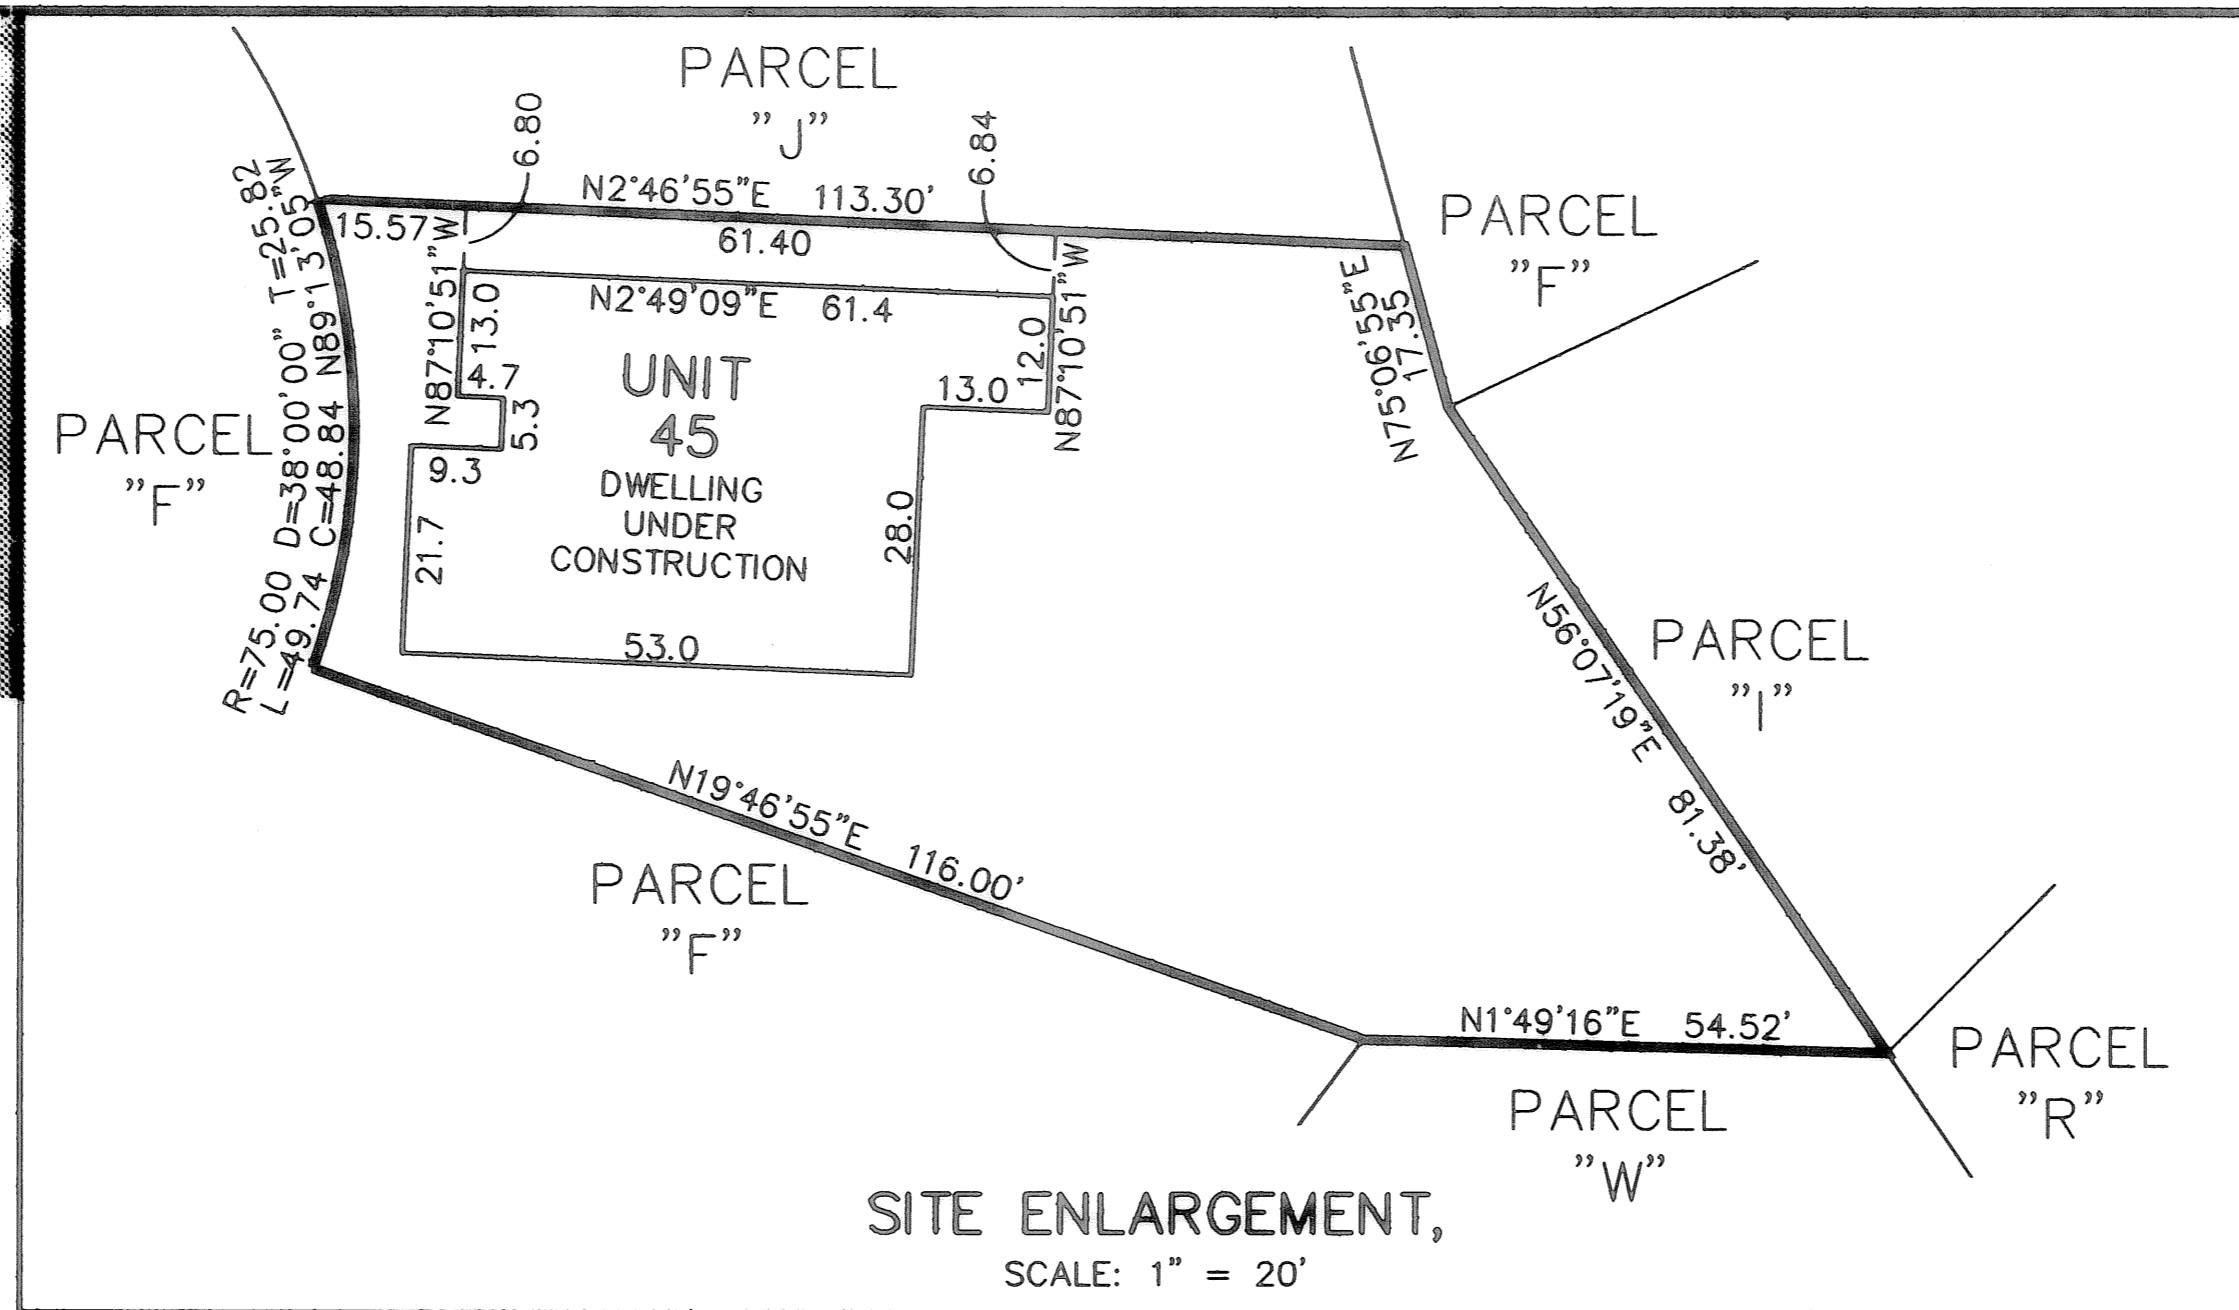 PARCEL
"J"
6.80
6.84
N2°46'55"E 113.30'
15.57
61.40
N87°10'51"W
N2°49'09"E 61.4
13.0
4.7
5.3
9.3
21.7
53.0
28.0
13.0
12.0
N87°10'51"W
UNIT
45
DWELLING
UNDER
CONSTRUCTION
R=75.00 D=38°00'00" T=25.82
L=49.74 C=48.84 N89°13'05"W
PARCEL
"F"
PARCEL
"F"
N75°06'55"E
17.35
N56°07'19"E 81.38'
PARCEL
"I"
N19°46'55"E 116.00'
PARCEL
"F"
N1°49'16"E 54.52'
PARCEL
"R"
PARCEL
"W"
SITE ENLARGEMENT,
SCALE: 1" = 20'